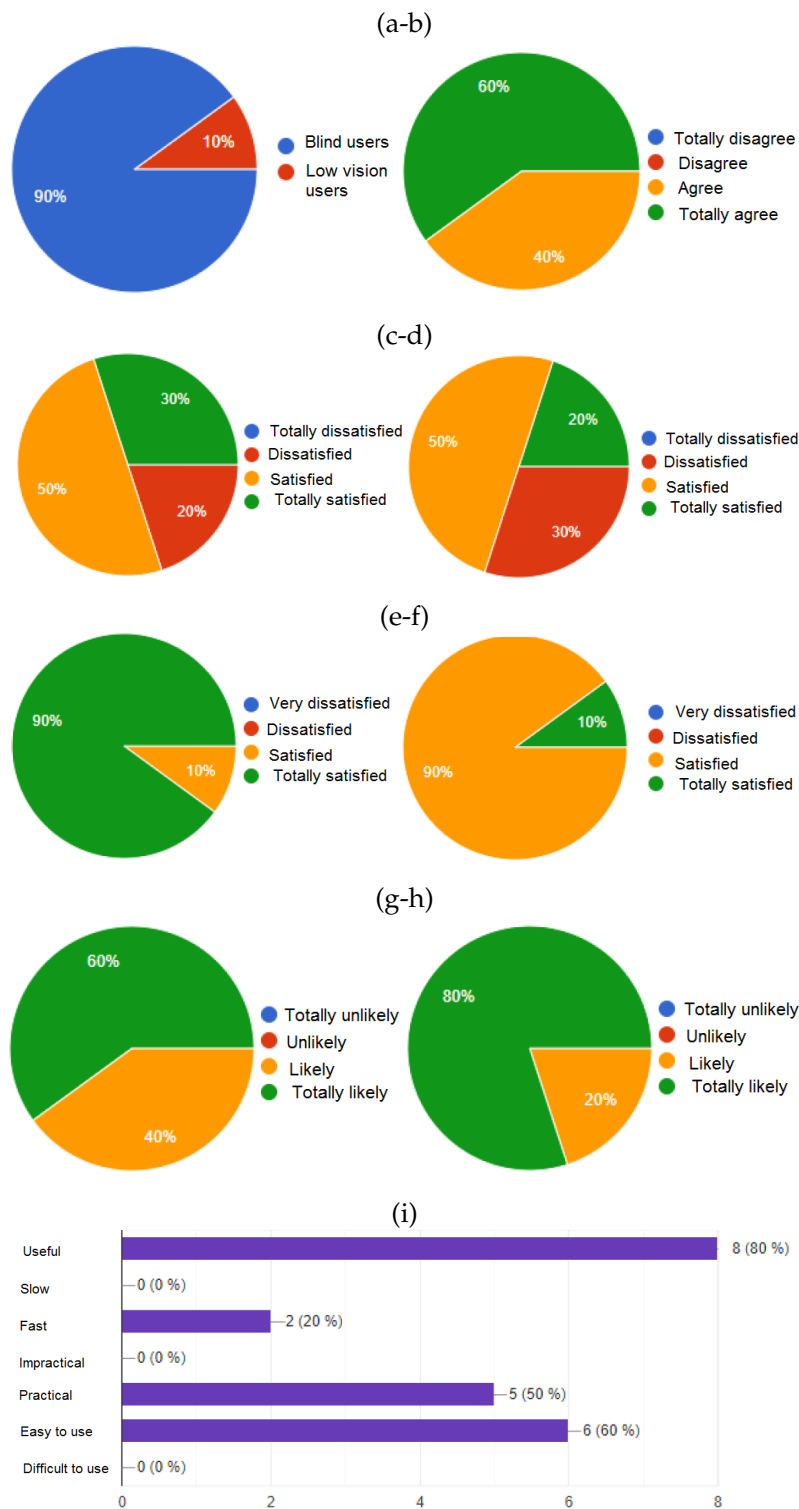 (a-b)
10%
90%
Blind users
Low vision
users
60%
40%
Totally disagree
Disagree
Agree
Totally agree
(c-d)
30%
50%
20%
Totally dissatisfied
Dissatisfied
Satisfied
Totally satisfied
50%
20%
30%
Totally dissatisfied
Dissatisfied
Satisfied
Totally satisfied
(e-f)
90%
10%
Very dissatisfied
Dissatisfied
Satisfied
Totally satisfied
10%
90%
Very dissatisfied
Dissatisfied
Satisfied
Totally satisfied
(g-h)
60%
40%
Totally unlikely
Unlikely
Likely
Totally likely
80%
20%
Totally unlikely
Unlikely
Likely
Totally likely
(i)
Useful 8 (80 %)
Slow 0 (0 %)
Fast 2 (20 %)
Impractical 0 (0 %)
Practical 5 (50 %)
Easy to use 6 (60 %)
Difficult to use 0 (0 %)
0 2 4 6 8